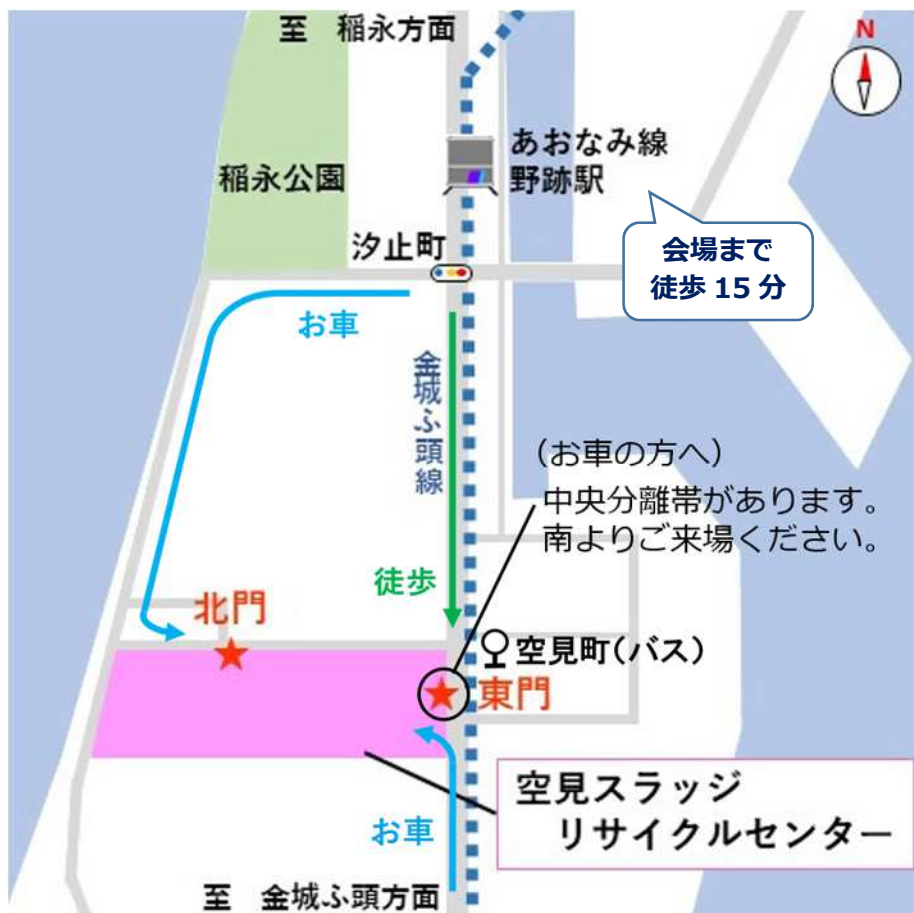 至　稲永方面
N
あおなみ線
野跡駅
稲永公園
会場まで
徒歩 15 分
汐止町
お車
金城ふ頭線
（お車の方へ）
中央分離帯があります。
南よりご来場ください。
徒歩
北門
空見町(バス)
東門
空見スラッジ
リサイクルセンター
お車
至　金城ふ頭方面